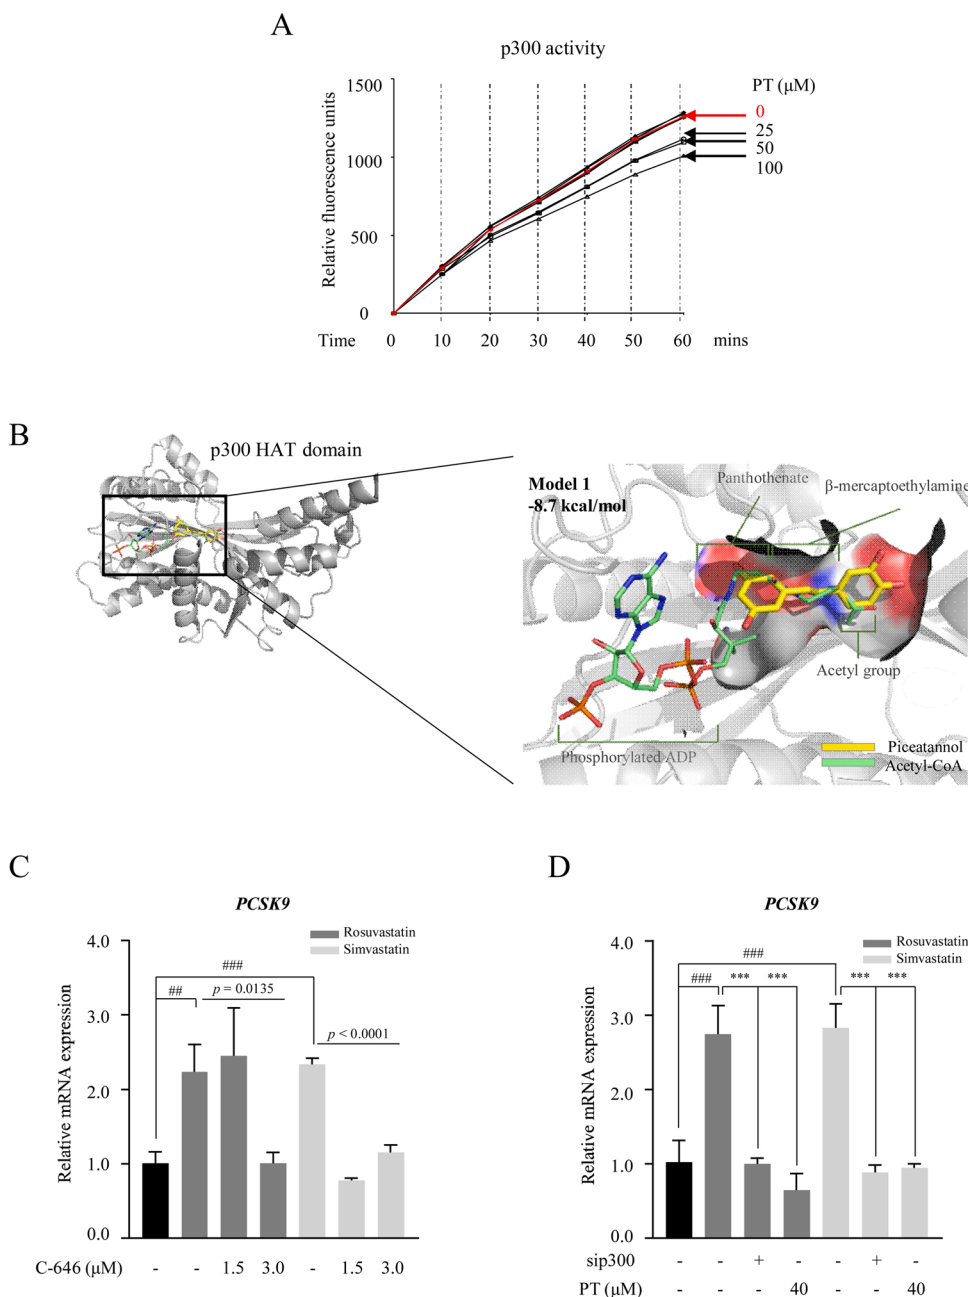 A
p300 activity
1500
1000
500
0
Relative fluorescence units
PT (μM)
0
25
50
100
Time 0 10 20 30 40 50 60 mins
B
p300 HAT domain
Model 1
-8.7 kcal/mol
Panthothenate
β-mercaptoethylamine
Acetyl group
Phosphorylated ADP
Piceatannol
Acetyl-CoA
C
PCSK9
Rosuvastatin
Simvastatin
4.0
3.0
2.0
1.0
0.0
Relative mRNA expression
###
##
p = 0.0135
p < 0.0001
C-646 (μM) - - 1.5 3.0 - 1.5 3.0
D
PCSK9
Rosuvastatin
Simvastatin
4.0
3.0
2.0
1.0
0.0
Relative mRNA expression
###
### *** *** *** ***
sip300 - - + - - + -
PT (μM) - - - 40 - - 40